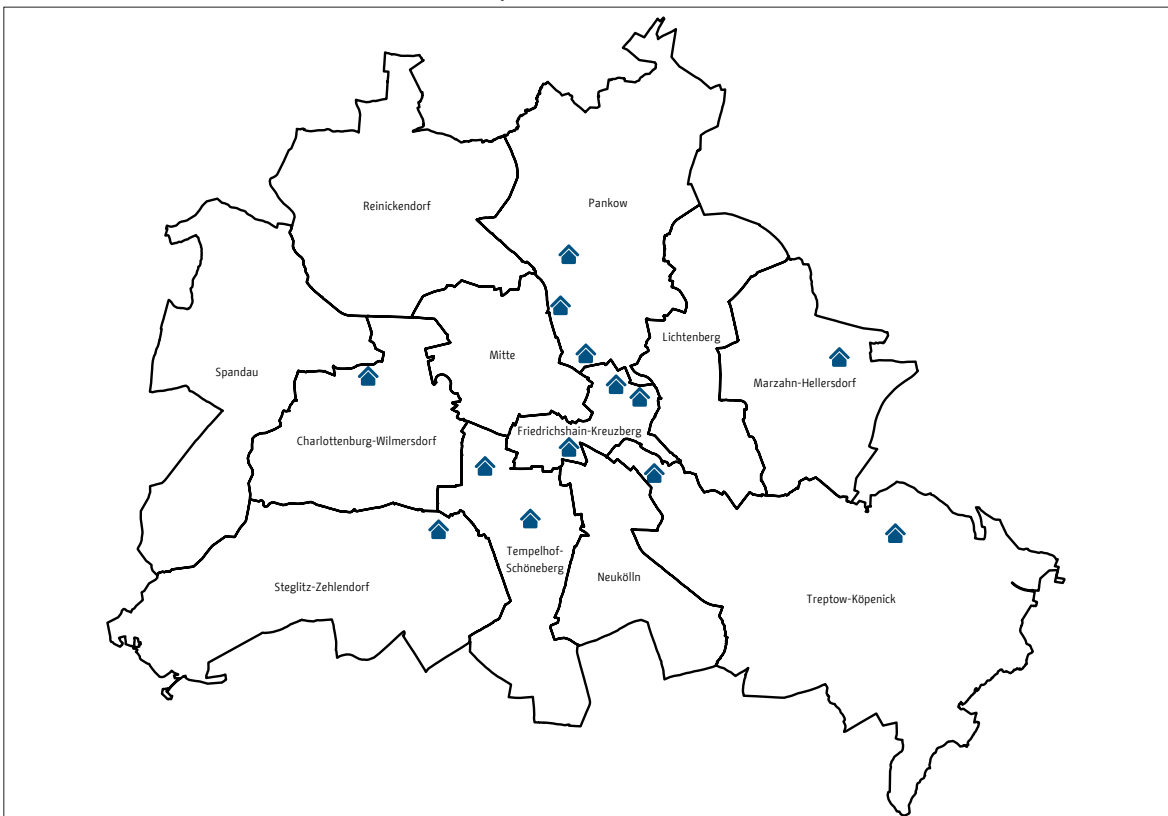 Reinickendorf
Pankow
Lichtenberg
Mitte
Spandau
Marzahn-Hellersdorf
Friedrichshain-Kreuzberg
Charlottenburg-Wilmersdorf
Tempelhof-
Schöneberg
Neukölln
Steglitz-Zehlendorf
Treptow-Köpenick